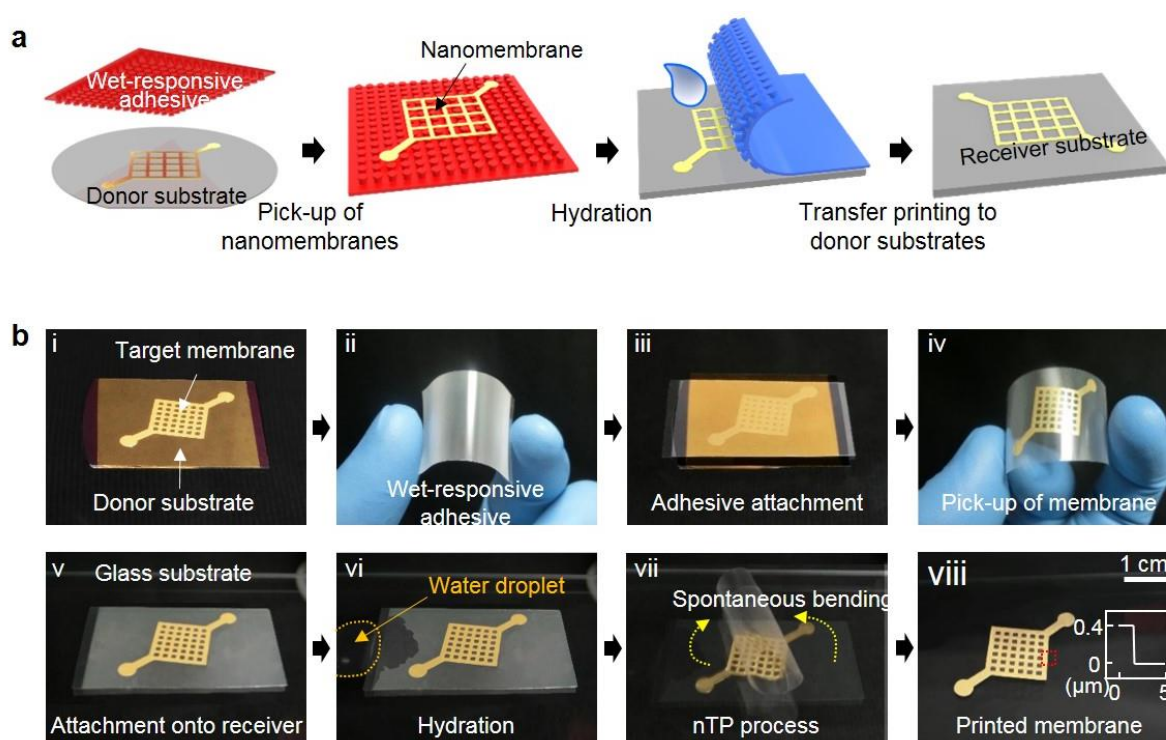 a
Wet-responsive
adhesive
Donor substrate
Pick-up of
nanomembranes
Nanomembrane
Hydration
Transfer printing to
donor substrates
Receiver substrate
b
i
Target membrane
Donor substrate
ii
Wet-responsive
adhesive
iii
Adhesive attachment
iv
Pick-up of membrane
v
Glass substrate
Attachment onto receiver
vi
Water droplet
Hydration
vii
Spontaneous bending
nTP process
viii
1 cm
0.4
0
(µm)
0
5
Printed membrane